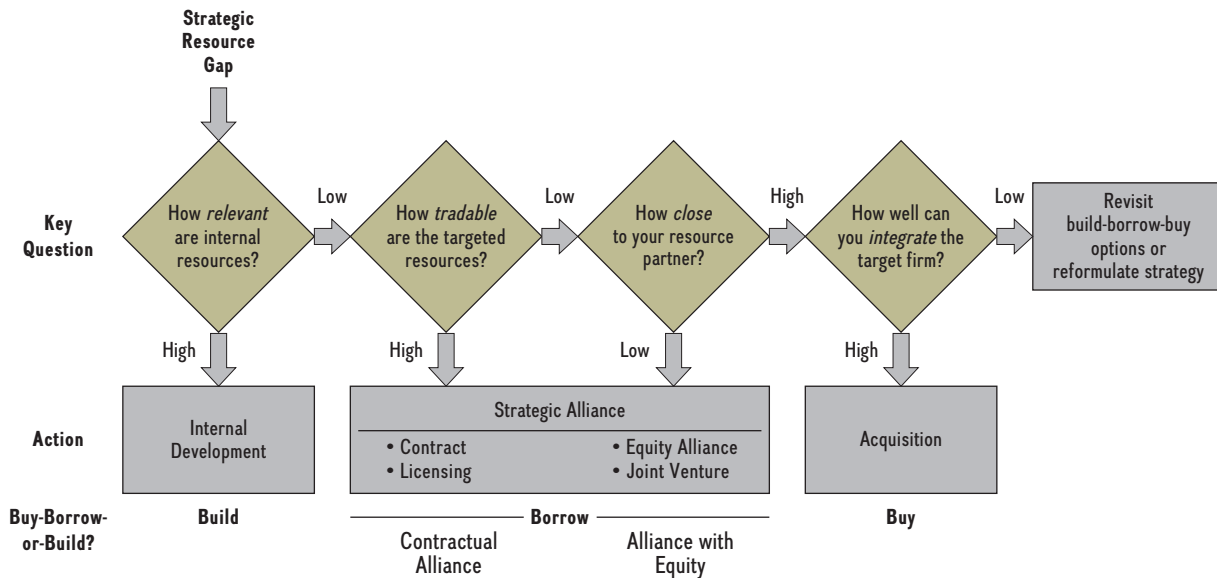 Strategic
Resource
Gap
Key
Question
How relevant
are internal
resources?
Low
How tradable
are the targeted
resources?
Low
How close
to your resource
partner?
High
How well can
you integrate the
target firm?
Low
Revisit
build-borrow-buy
options or
reformulate strategy
High
High
Low
High
Action
Internal
Development
Strategic Alliance
• Contract
• Licensing
• Equity Alliance
• Joint Venture
Acquisition
Buy-Borrow-
or-Build?
Build
Borrow
Contractual
Alliance
Alliance with
Equity
Buy